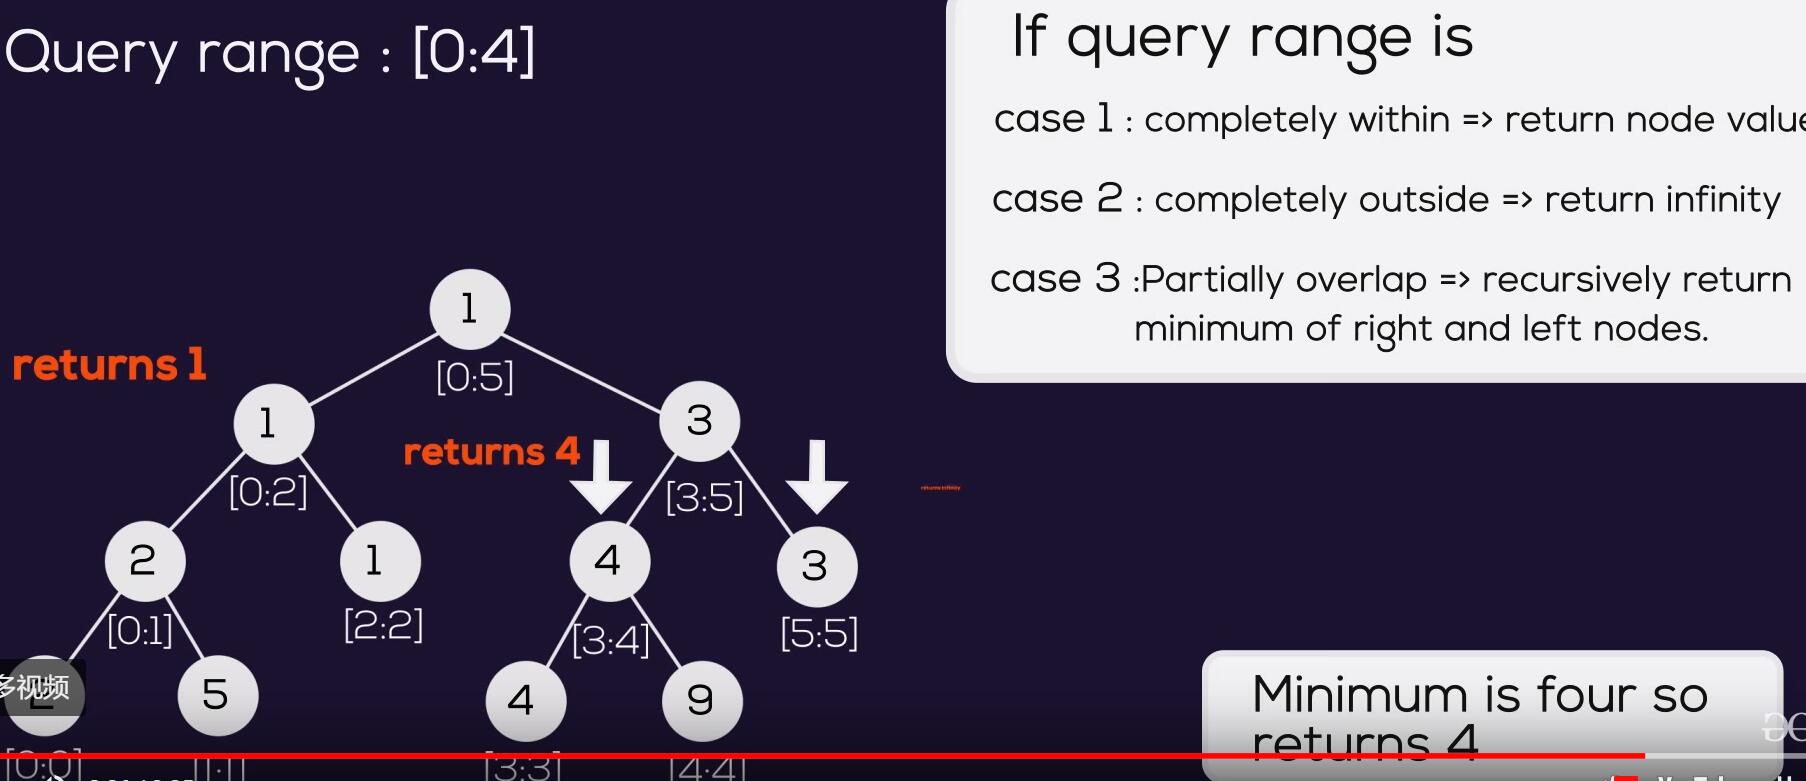 Query range : [0:4]
If query range is
case 1 : completely within => return node value
case 2 : completely outside => return infinity
case 3 :Partially overlap => recursively return
minimum of right and left nodes.
1
[0:5]
returns 1
1
[0:2]
3
[3:5]
returns 4
returns infinity
2
[0:1]
1
[2:2]
4
[3:4]
3
[5:5]
多视频
2
5
4
9
[0:0]
[1:1]
[3:3]
[4:4]
Minimum is four so
returns 4